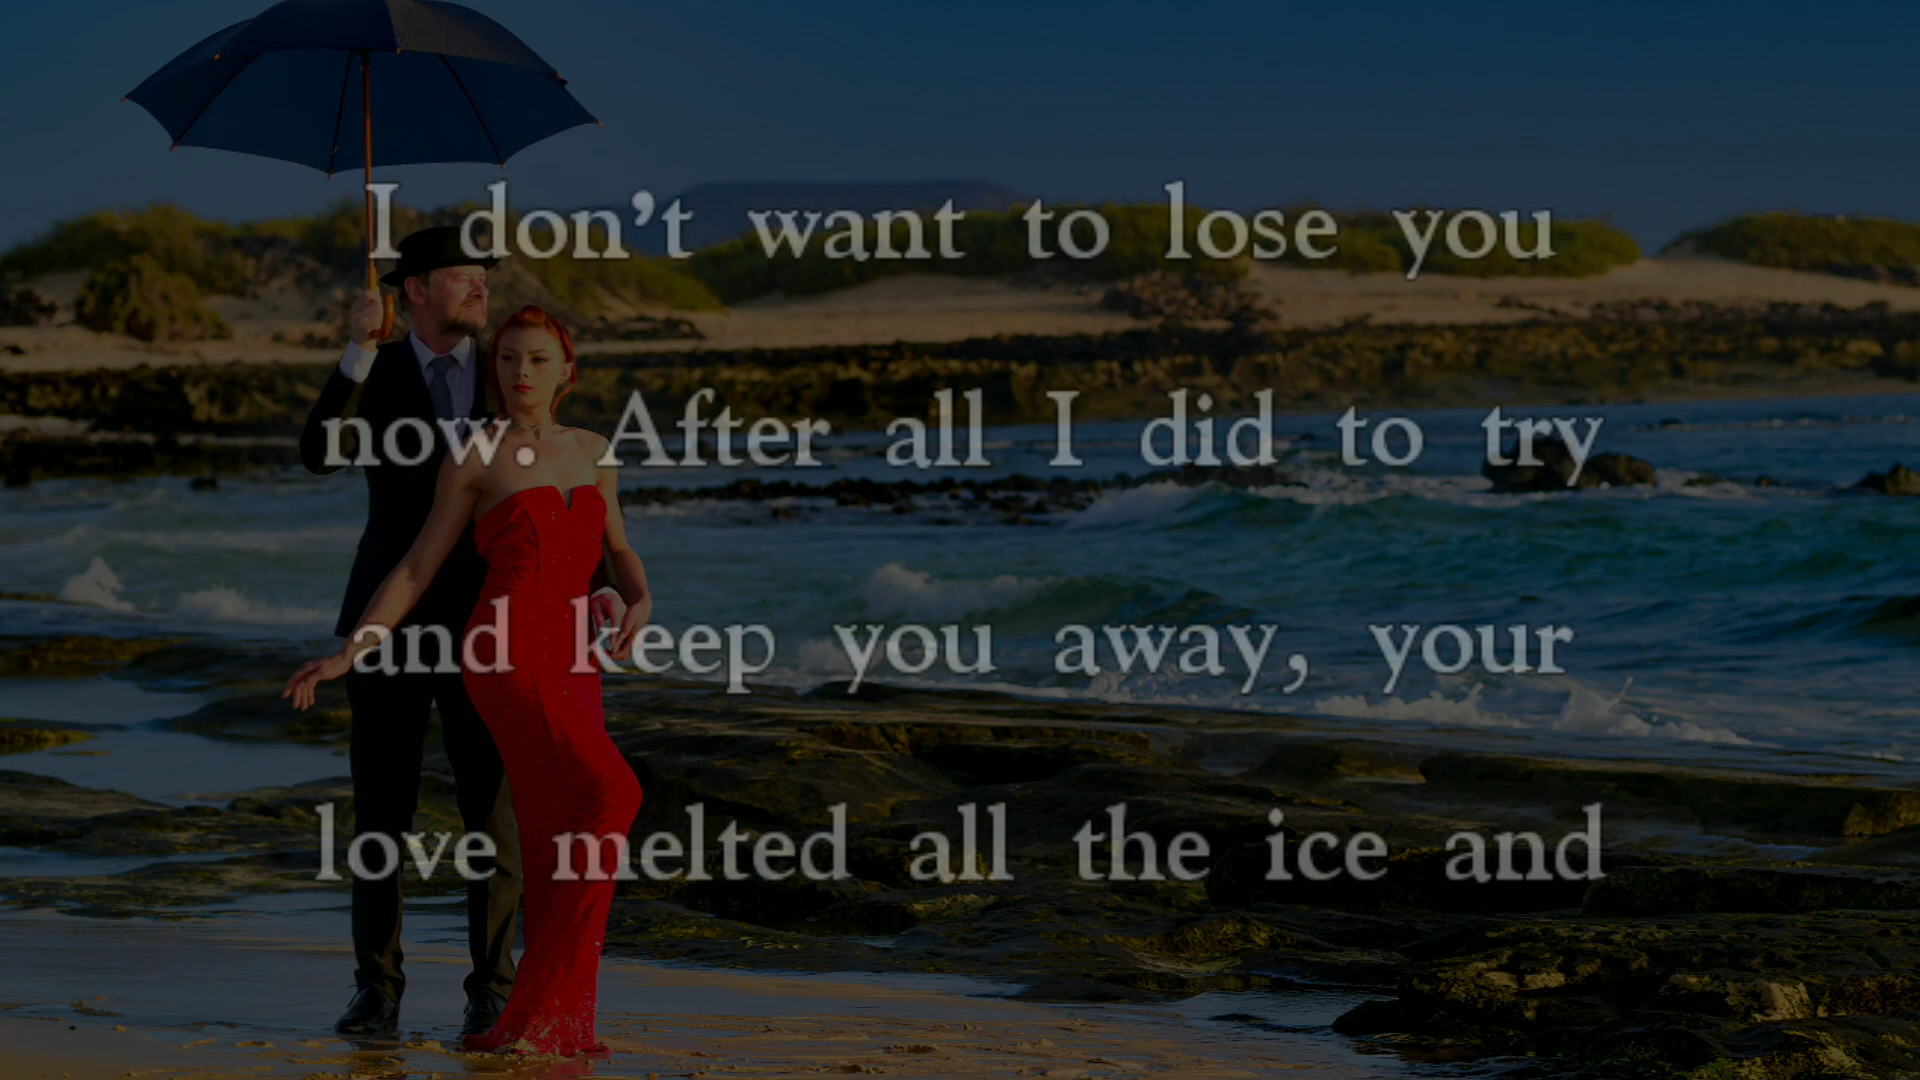 I don't want to lose you
now. After all I did to try
and keep you away, your
love melted all the ice and